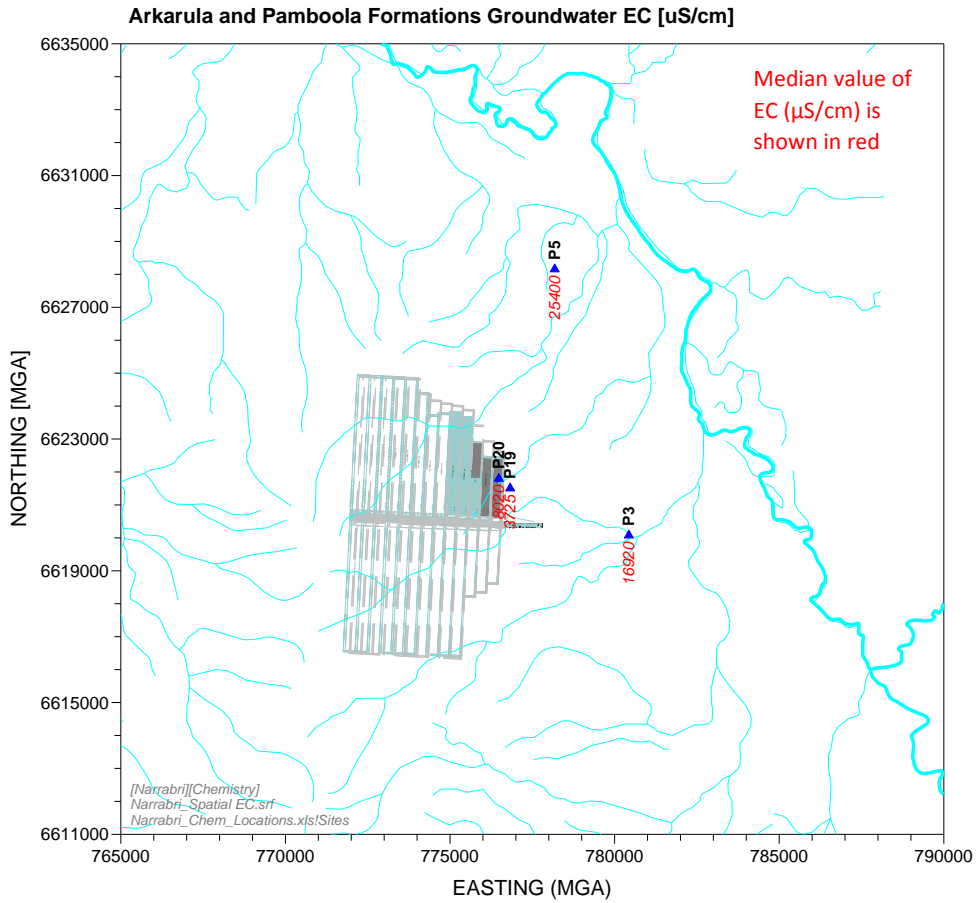 Arkarula and Pamboola Formations Groundwater EC [uS/cm]
Median value of
EC (µS/cm) is
shown in red
6635000
6631000
6627000
6623000
6619000
6615000
6611000
NORTHING [MGA]
P5
25400
P20
8020
P19
3725
P3
16920
[Narrabri][Chemistry]
Narrabri_Spatial EC.srf
Narrabri_Chem_Locations.xls!Sites
765000
770000
775000
780000
785000
790000
EASTING (MGA)